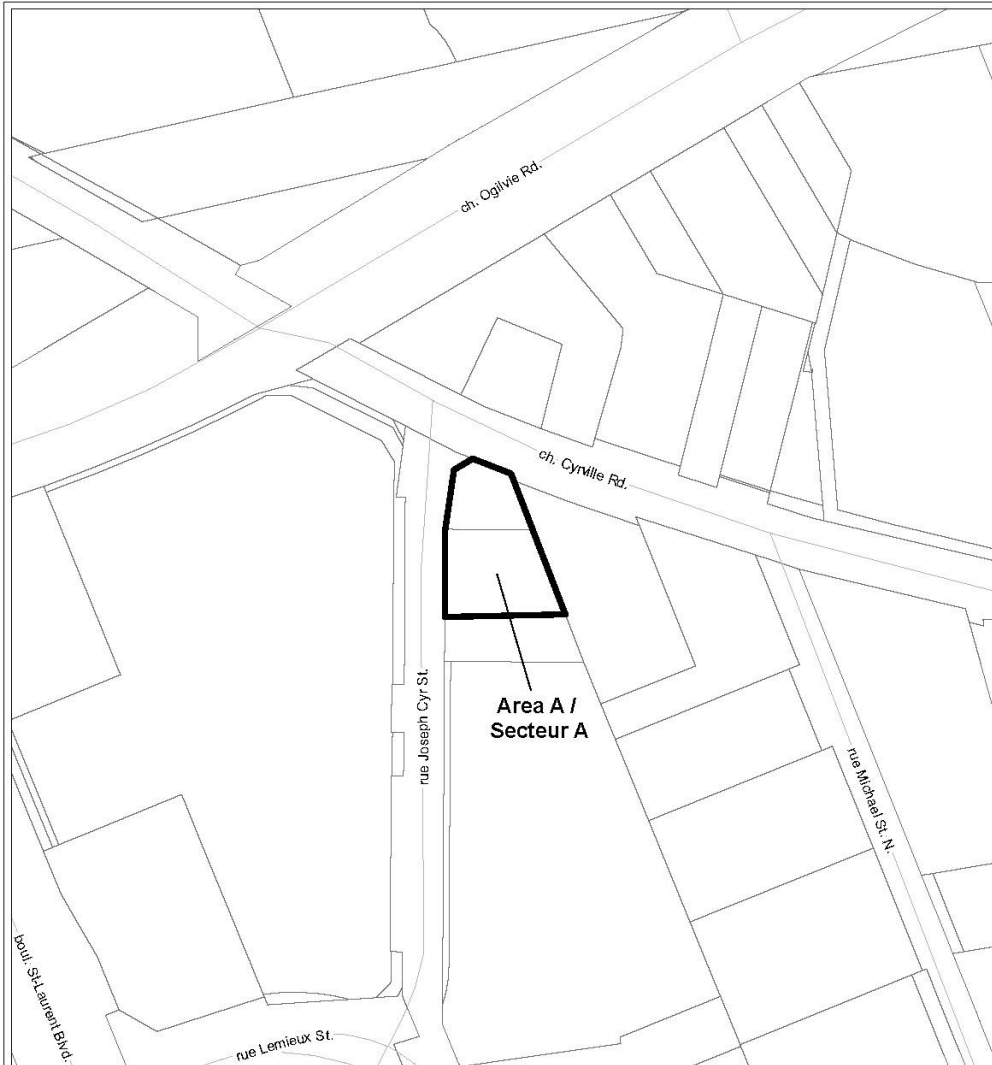 ch. Ogilvie Rd.
ch. Cyrville Rd.
Area A /
Secteur A
rue Joseph Cyr St.
rue Michael St. N.
boul. St-Laurent Blvd.
rue Lemieux St.